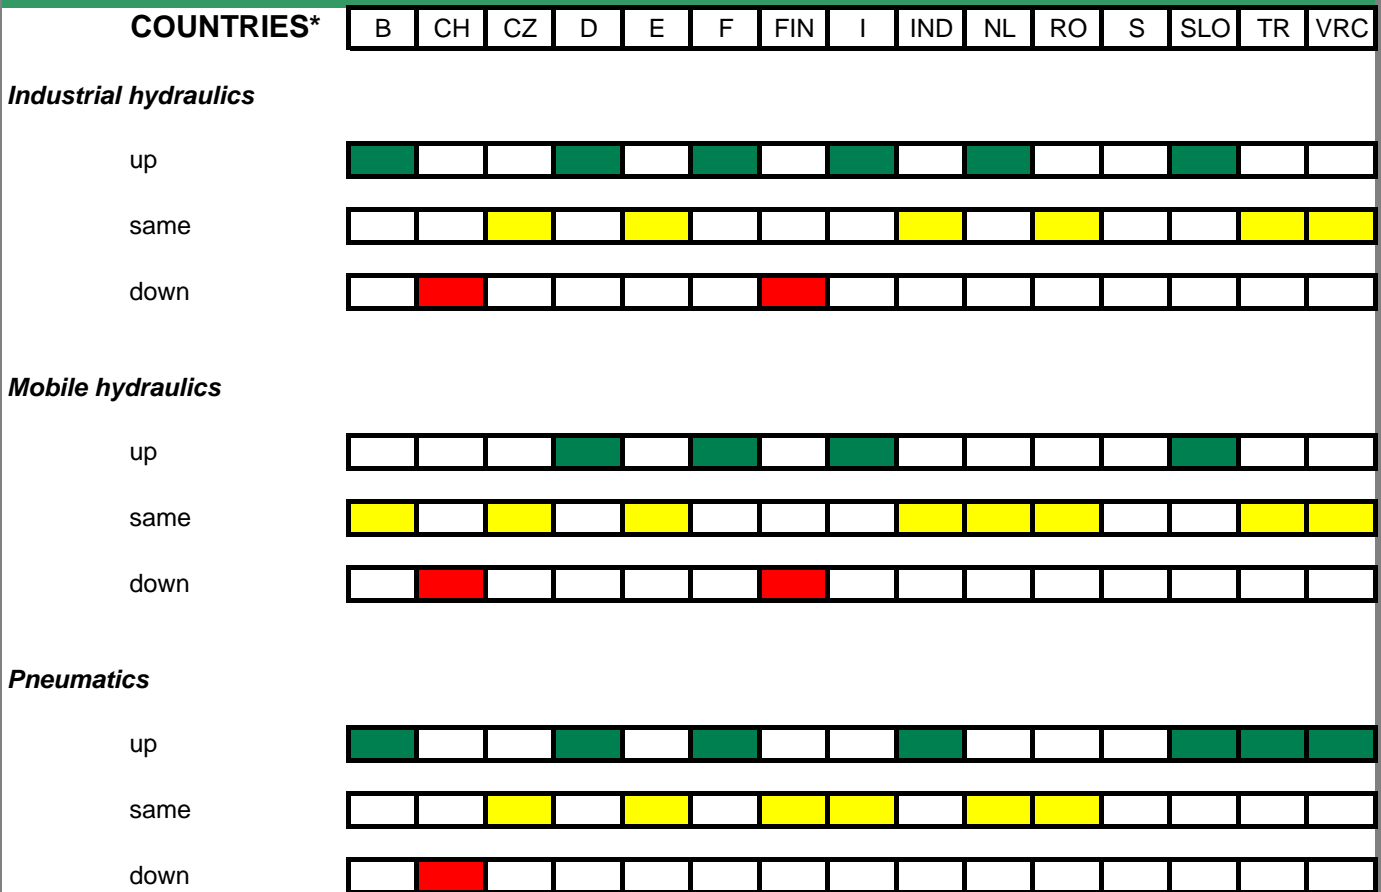 COUNTRIES* B CH CZ D E F FIN I IND NL RO S SLO TR VRC
Industrial hydraulics
up
same
down
Mobile hydraulics
up
same
down
Pneumatics
up
same
down